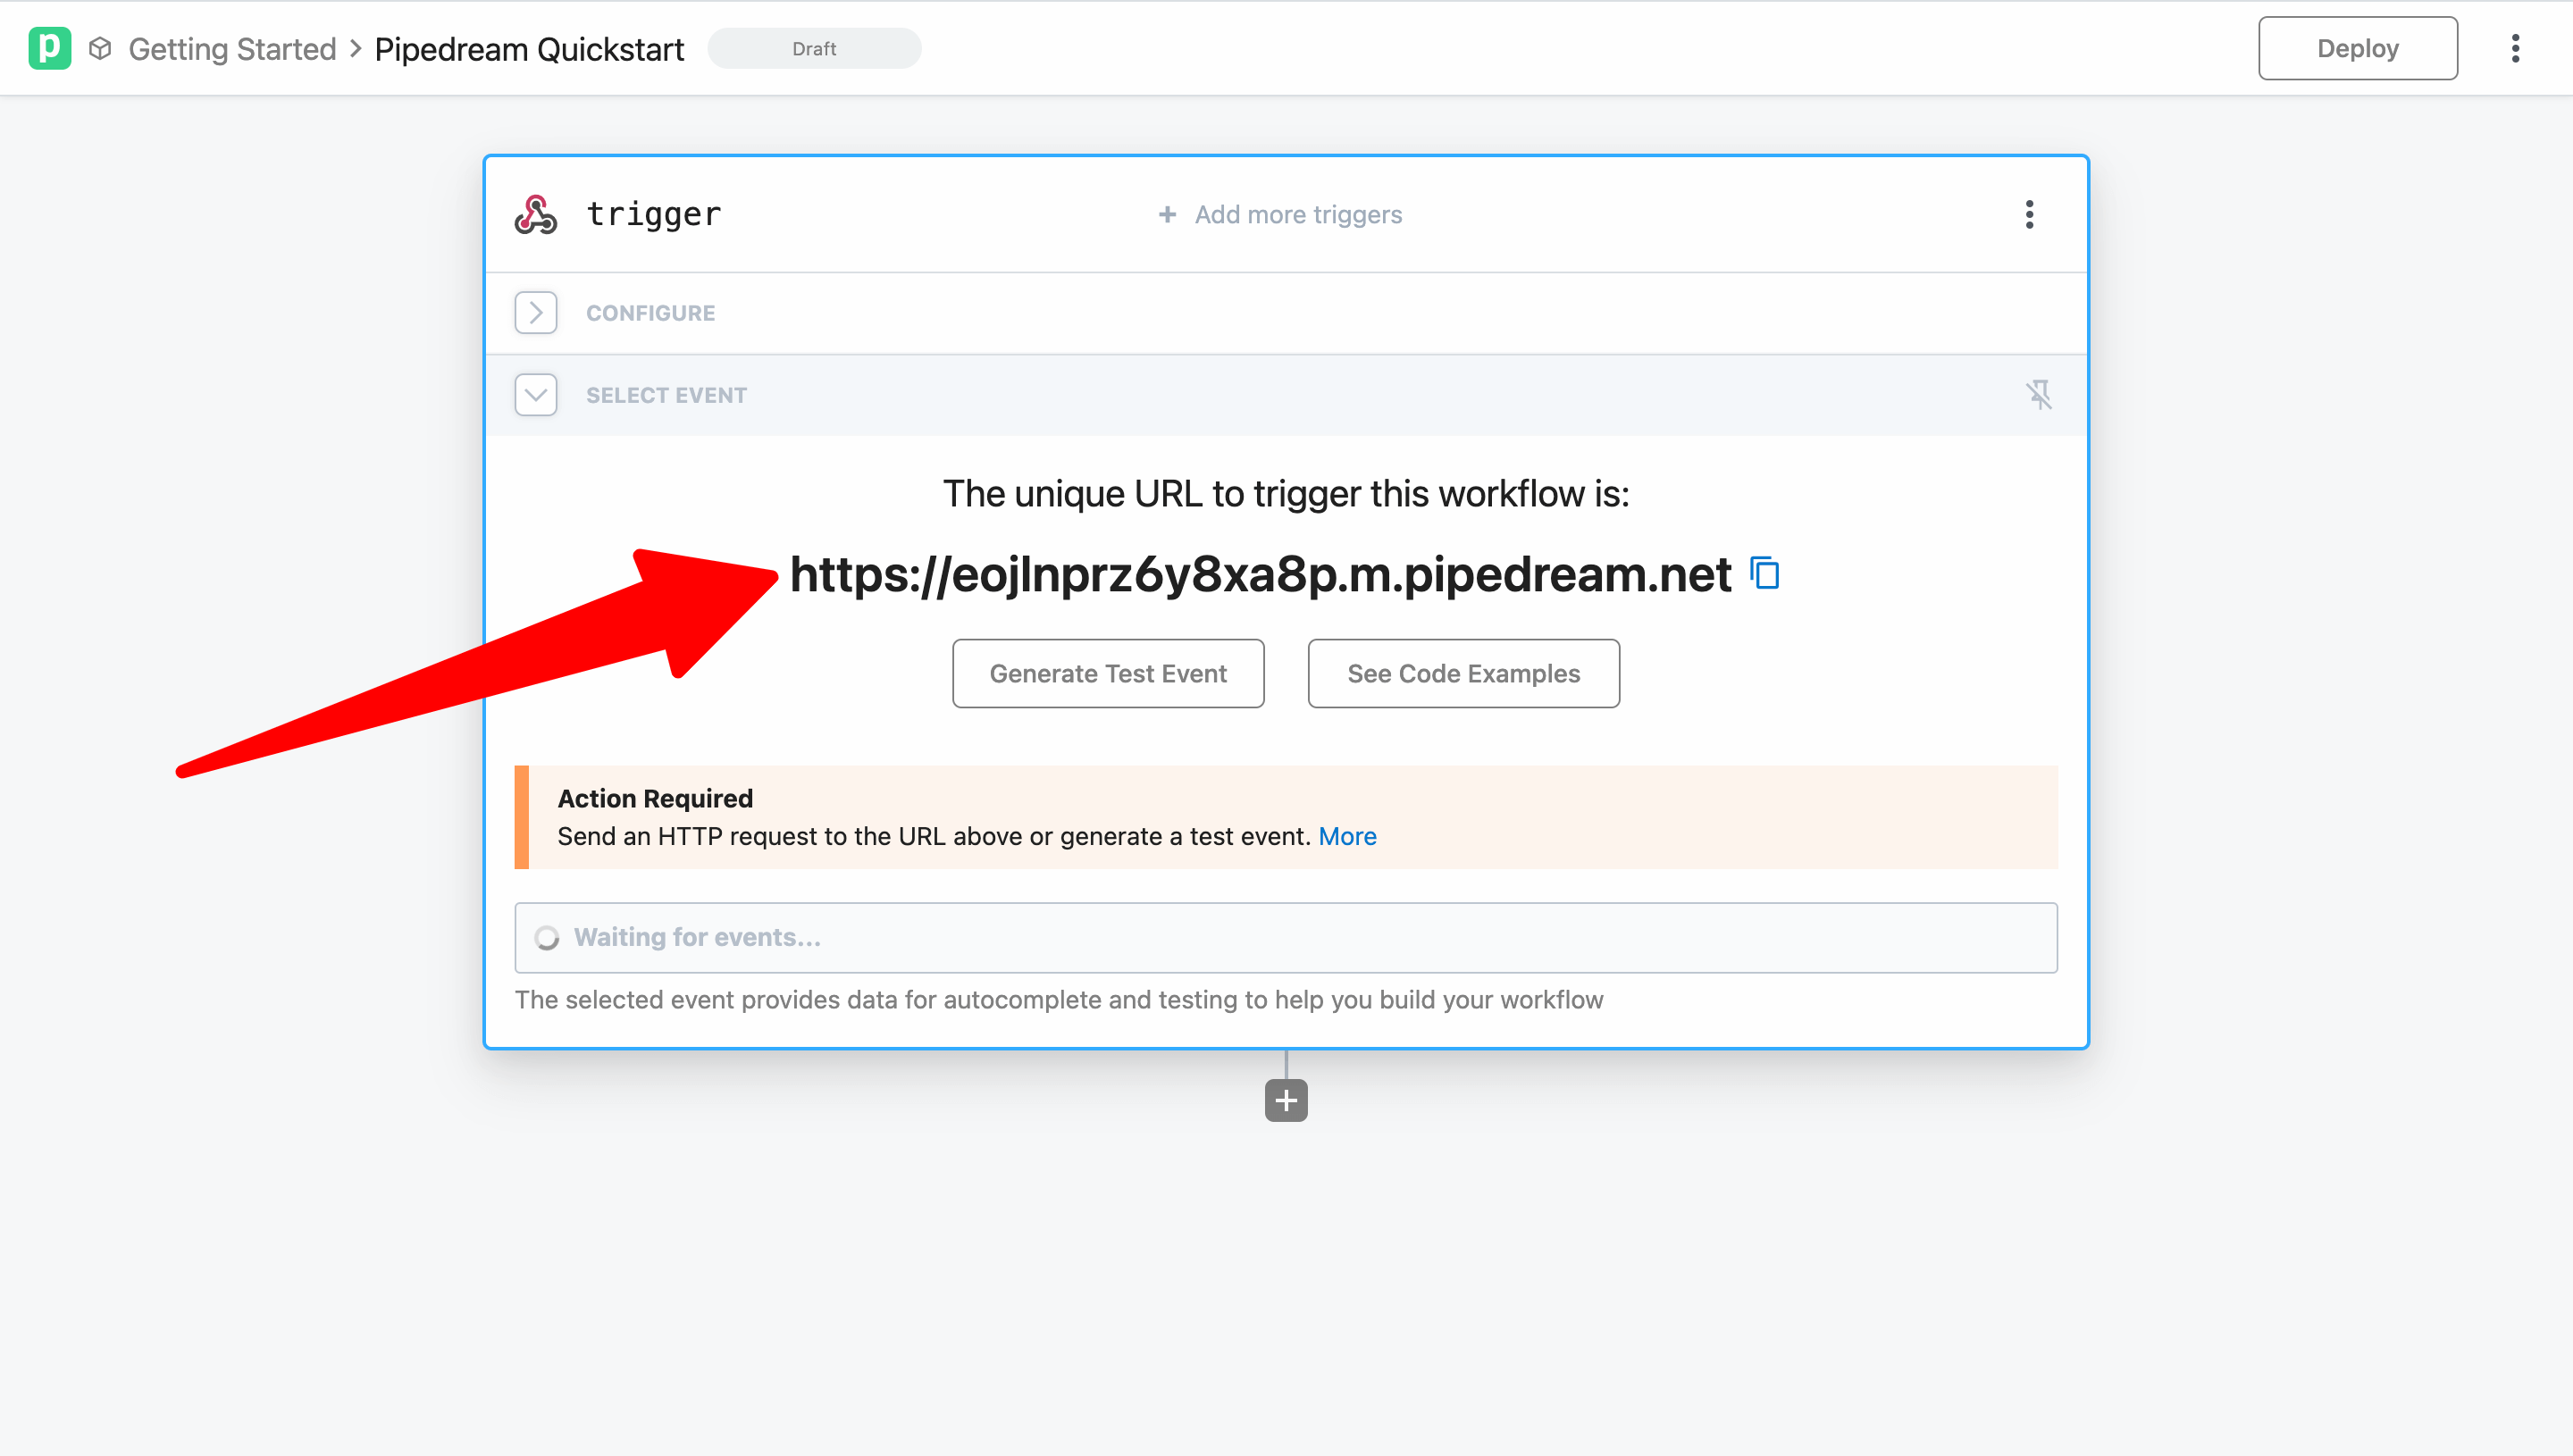 p Getting Started > Pipedream Quickstart Draft Deploy
trigger + Add more triggers
CONFIGURE
SELECT EVENT
The unique URL to trigger this workflow is:
https://eojlnprz6y8xa8p.m.pipedream.net
Generate Test Event See Code Examples
Action Required
Send an HTTP request to the URL above or generate a test event. More
Waiting for events...
The selected event provides data for autocomplete and testing to help you build your workflow